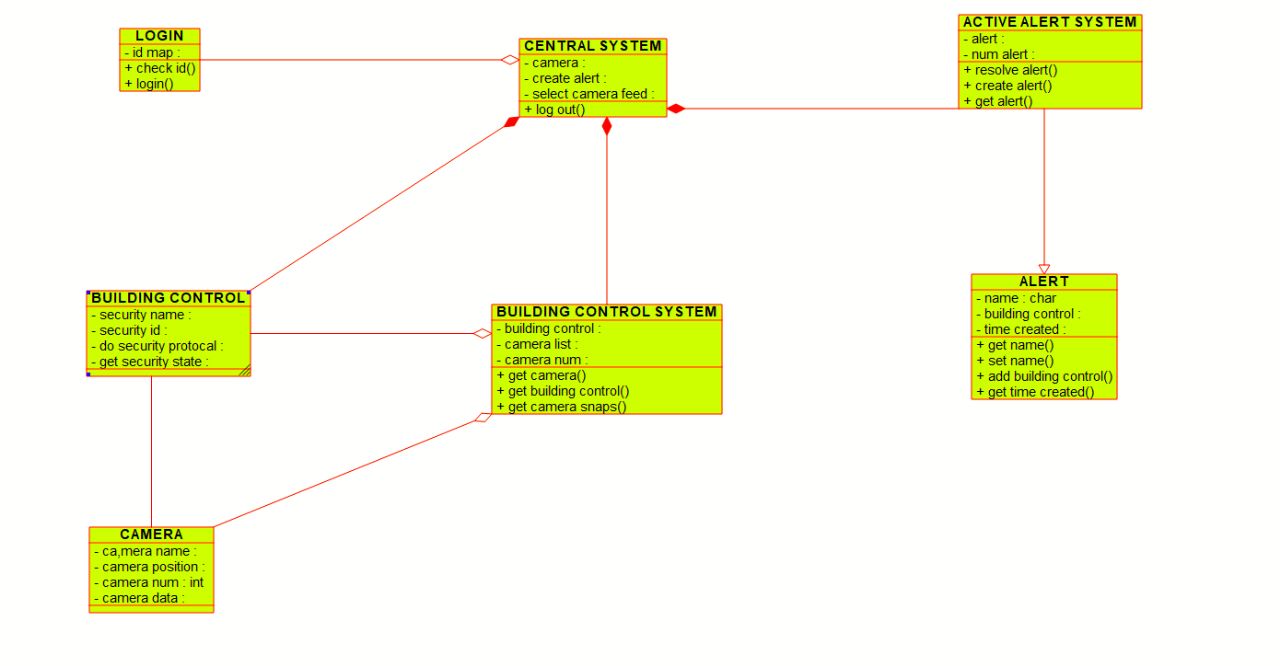 LOGIN
- id map :
+ check id()
+ login()
CENTRAL SYSTEM
- camera :
- create alert :
- select camera feed :
+ log out()
ACTIVE ALERT SYSTEM
- alert :
- num alert :
+ resolve alert()
+ create alert()
+ get alert()
BUILDING CONTROL
- security name :
- security id :
- do security protocal :
- get security state :
BUILDING CONTROL SYSTEM
- building control :
- camera list :
- camera num :
+ get camera()
+ get building control()
+ get camera snaps()
ALERT
- name : char
- building control :
- time created :
+ get name()
+ set name()
+ add building control()
+ get time created()
CAMERA
- ca,mera name :
- camera position :
- camera num : int
- camera data :